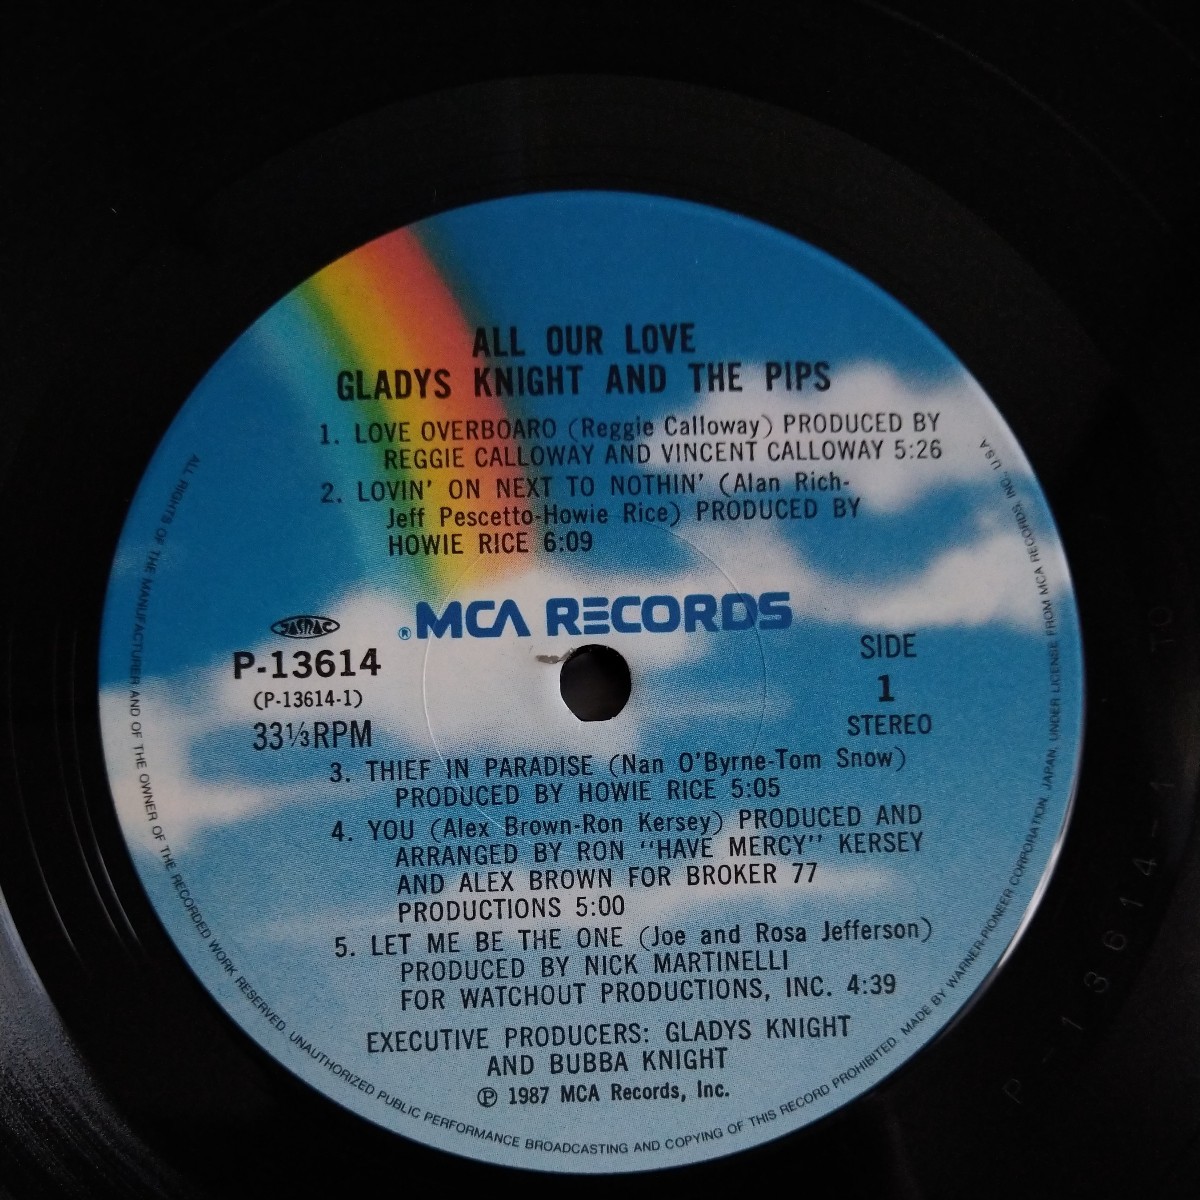 ALL OUR LOVE
GLADYS KNIGHT AND THE PIPS
1. LOVE OVERBOARO (Reggie Calloway) PRODUCED BY
REGGIE CALLOWAY AND VINCENT CALLOWAY 5:26
2. LOVIN' ON NEXT TO NOTHIN' (Alan Rich-
Jeff Pescetto-Howie Rice) PRODUCED BY
HOWIE RICE 6:09
®MCA RECORDS
JASRAC
P-13614
(P-13614-1)
33⅓RPM
SIDE
1
STEREO
3. THIEF IN PARADISE (Nan O'Byrne-Tom Snow)
PRODUCED BY HOWIE RICE 5:05
4. YOU (Alex Brown-Ron Kersey) PRODUCED AND
ARRANGED BY RON "HAVE MERCY" KERSEY
AND ALEX BROWN FOR BROKER 77
PRODUCTIONS 5:00
5. LET ME BE THE ONE (Joe and Rosa Jefferson)
PRODUCED BY NICK MARTINELLI
FOR WATCHOUT PRODUCTIONS, INC. 4:39
EXECUTIVE PRODUCERS: GLADYS KNIGHT
AND BUBBA KNIGHT
℗ 1987 MCA Records, Inc.
ALL RIGHTS OF THE MANUFACTURER AND OF THE OWNER OF THE RECORDED WORK RESERVED. UNAUTHORIZED PUBLIC PERFORMANCE BROADCASTING AND COPYING OF THIS RECORD PROHIBITED. MADE BY WARNER-PIONEER CORPORATION, JAPAN, UNDER LICENSE FROM MCA RECORDS, INC., U.S.A.
P-13614-1